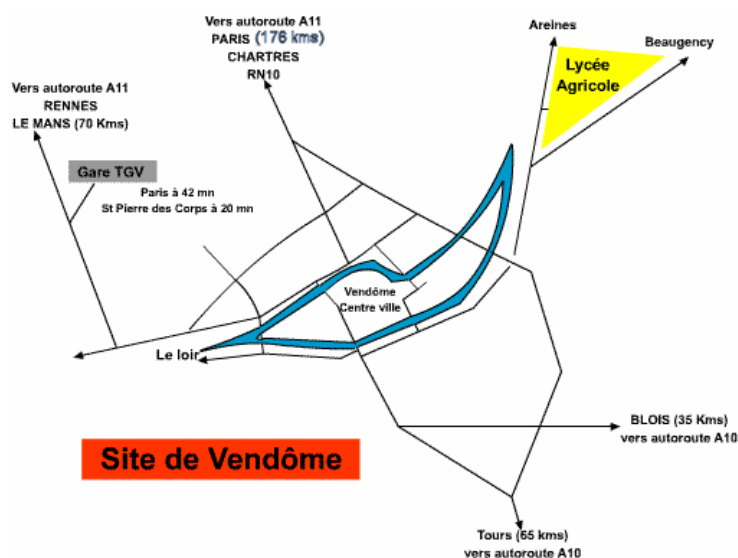 Vers autoroute A11
PARIS (176 kms)
CHARTRES
RN10
Areines
Beaugency
Lycée
Agricole
Vers autoroute A11
RENNES
LE MANS (70 Kms)
Gare TGV
Paris à 42 mn
St Pierre des Corps à 20 mn
Vendôme
Centre ville
Le loir
BLOIS (35 Kms)
vers autoroute A10
Site de Vendôme
Tours (55 kms)
vers autoroute A10